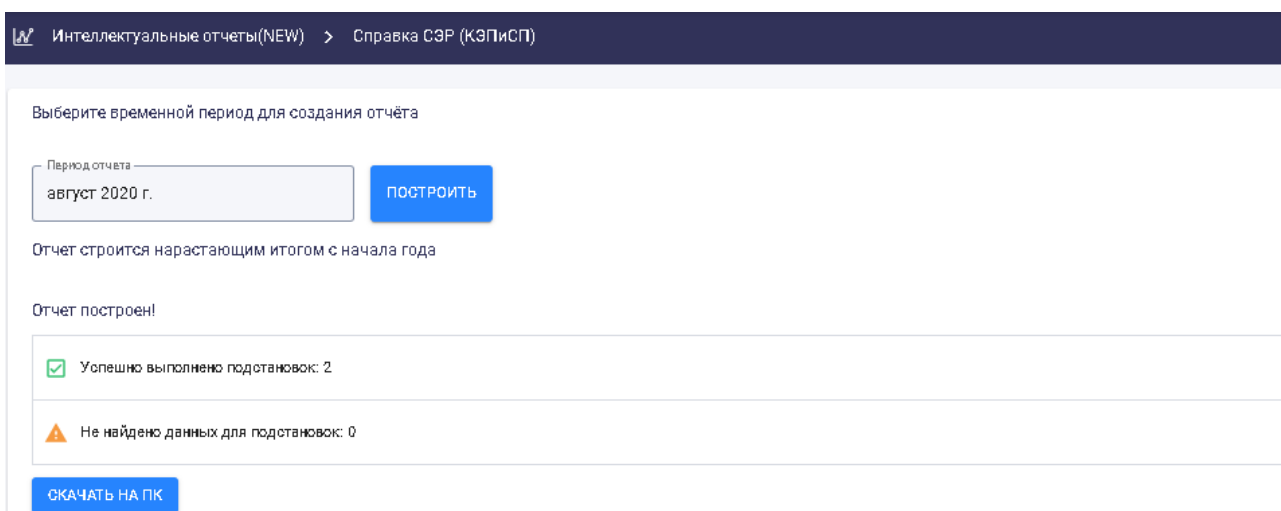 Интеллектуальные отчеты(NEW) > Справка СЭР (КЭПиСП)
Выберите временной период для создания отчёта
Период отчета
август 2020 г.
ПОСТРОИТЬ
Отчет строится нарастающим итогом с начала года
Отчет построен!
Успешно выполнено подстановок: 2
Не найдено данных для подстановок: 0
СКАЧАТЬ НА ПК